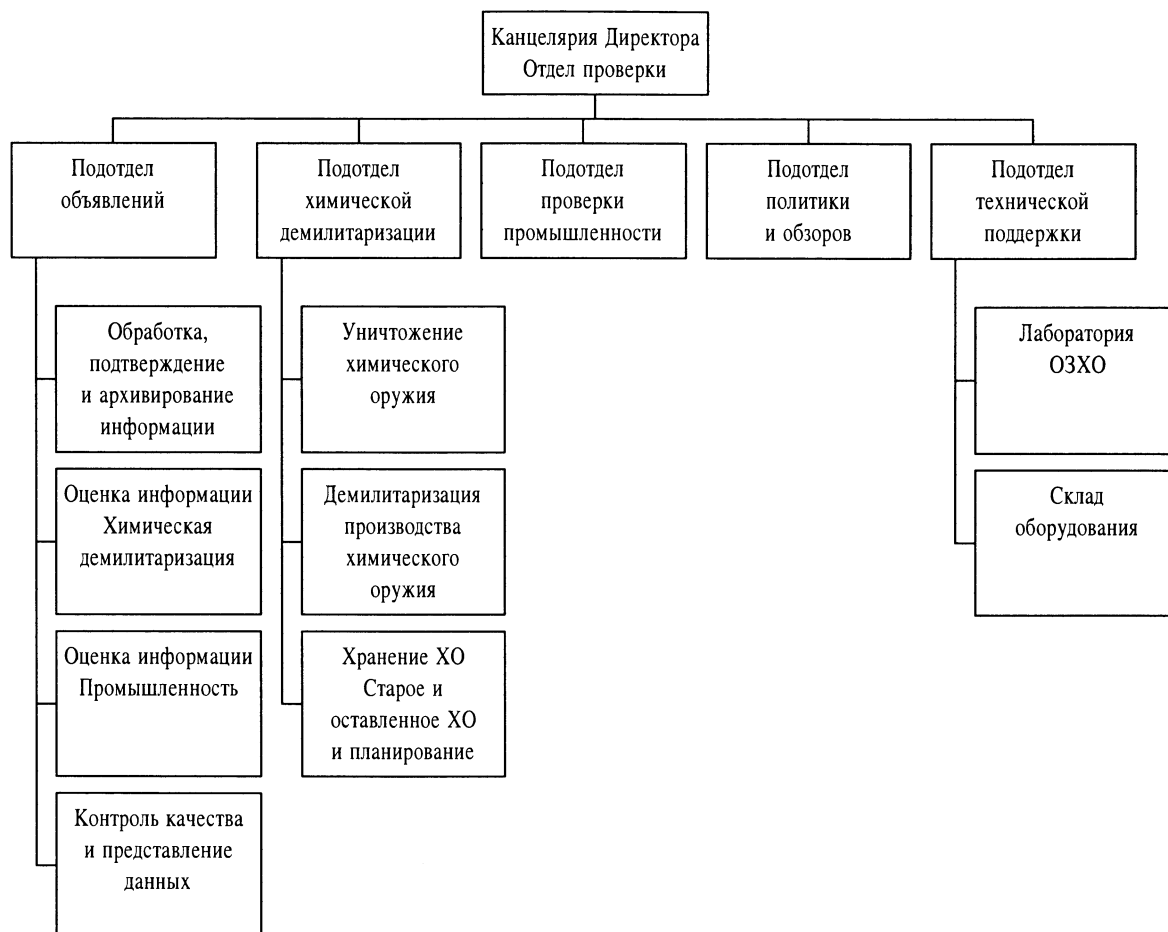 Канцелярия Директора
Отдел проверки
Подотдел
объявлений
Подотдел
химической
демилитаризации
Подотдел
проверки
промышленности
Подотдел
политики
и обзоров
Подотдел
технической
поддержки
Обработка,
подтверждение
и архивирование
информации
Оценка информации
Химическая
демилитаризация
Оценка информации
Промышленность
Контроль качества
и представление
данных
Уничтожение
химического
оружия
Демилитаризация
производства
химического
оружия
Хранение ХО
Старое и
оставленное ХО
и планирование
Лаборатория
ОЗХО
Склад
оборудования